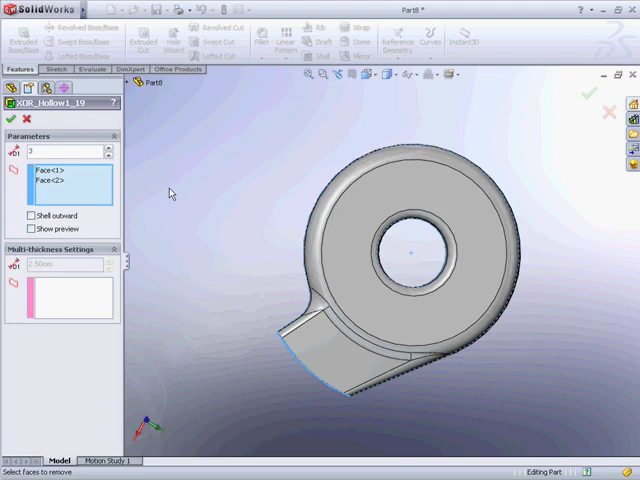 SolidWorks
Part8 *
Extruded Boss/Base
Revolved Boss/Base
Swept Boss/Base
Lofted Boss/Base
Extruded Cut
Hole Wizard
Revolved Cut
Swept Cut
Lofted Cut
Fillet
Linear Pattern
Rib
Draft
Shell
Wrap
Dome
Mirror
Reference Geometry
Curves
Instant3D
Features
Sketch
Evaluate
DimXpert
Office Products
Part8
XOR_Hollow1_19
?
Parameters
D1
3
Face<1>
Face<2>
Shell outward
Show preview
Multi-thickness Settings
D1
2.50mm
Model
Motion Study 1
Select faces to remove
Editing Part